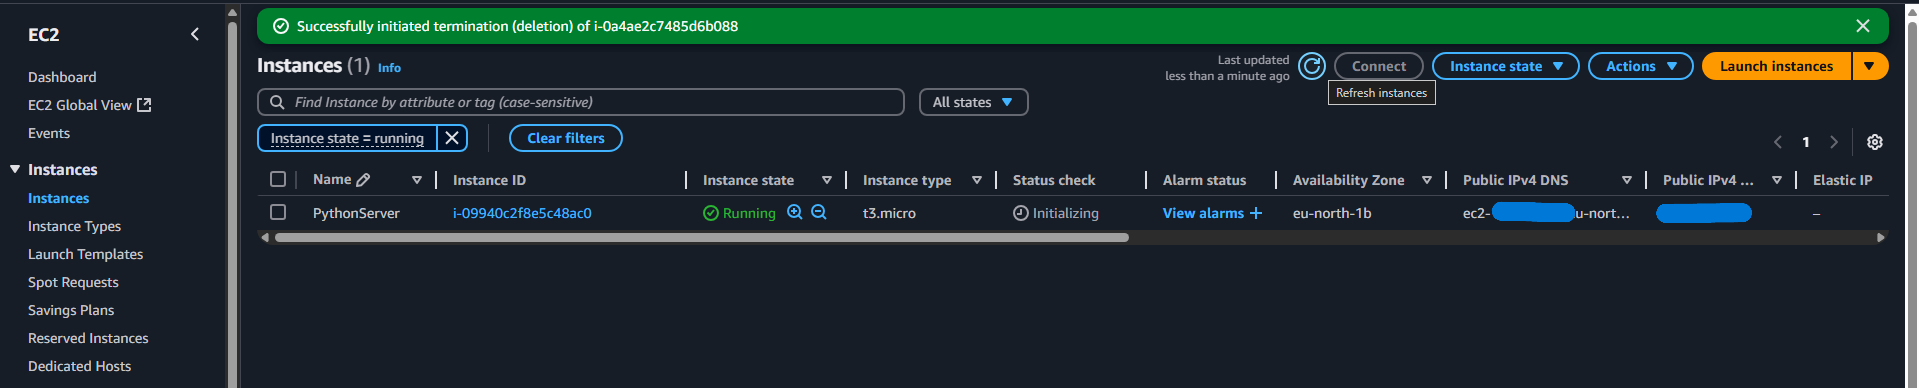 EC2
Dashboard
EC2 Global View
Events
Instances
Instances
Instance Types
Launch Templates
Spot Requests
Savings Plans
Reserved Instances
Dedicated Hosts
Successfully initiated termination (deletion) of i-0a4ae2c7485d6b088
Instances (1) Info
Last updated
less than a minute ago
Connect
Instance state
Actions
Launch instances
Refresh instances
Find Instance by attribute or tag (case-sensitive)
All states
Instance state = running
Clear filters
1
Name Instance ID Instance state Instance type Status check Alarm status Availability Zone Public IPv4 DNS Public IPv4 ... Elastic IP
PythonServer i-09940c2f8e5c48ac0 Running t3.micro Initializing View alarms + eu-north-1b ec2- u-nort... –